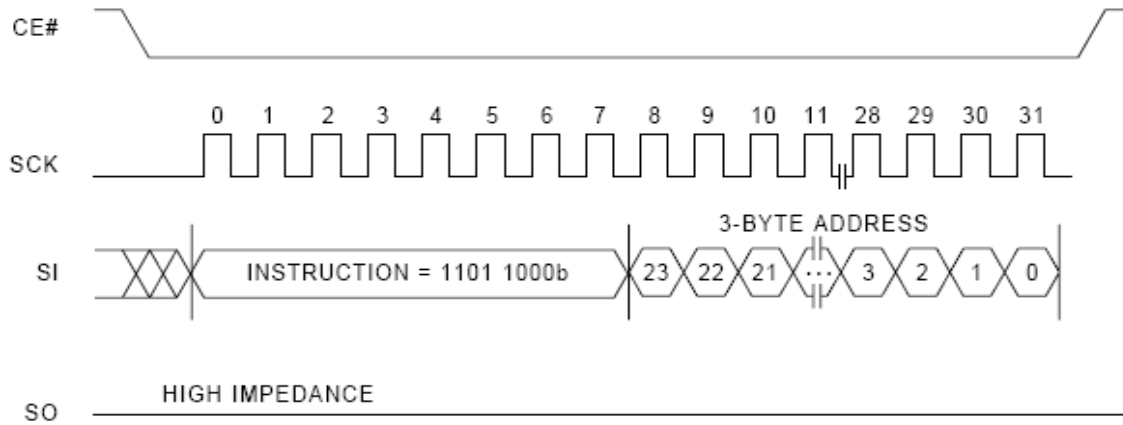 CE#
0 1 2 3 4 5 6 7 8 9 10 11 28 29 30 31
SCK
3-BYTE ADDRESS
SI INSTRUCTION = 1101 1000b 23 22 21 ... 3 2 1 0
HIGH IMPEDANCE
SO